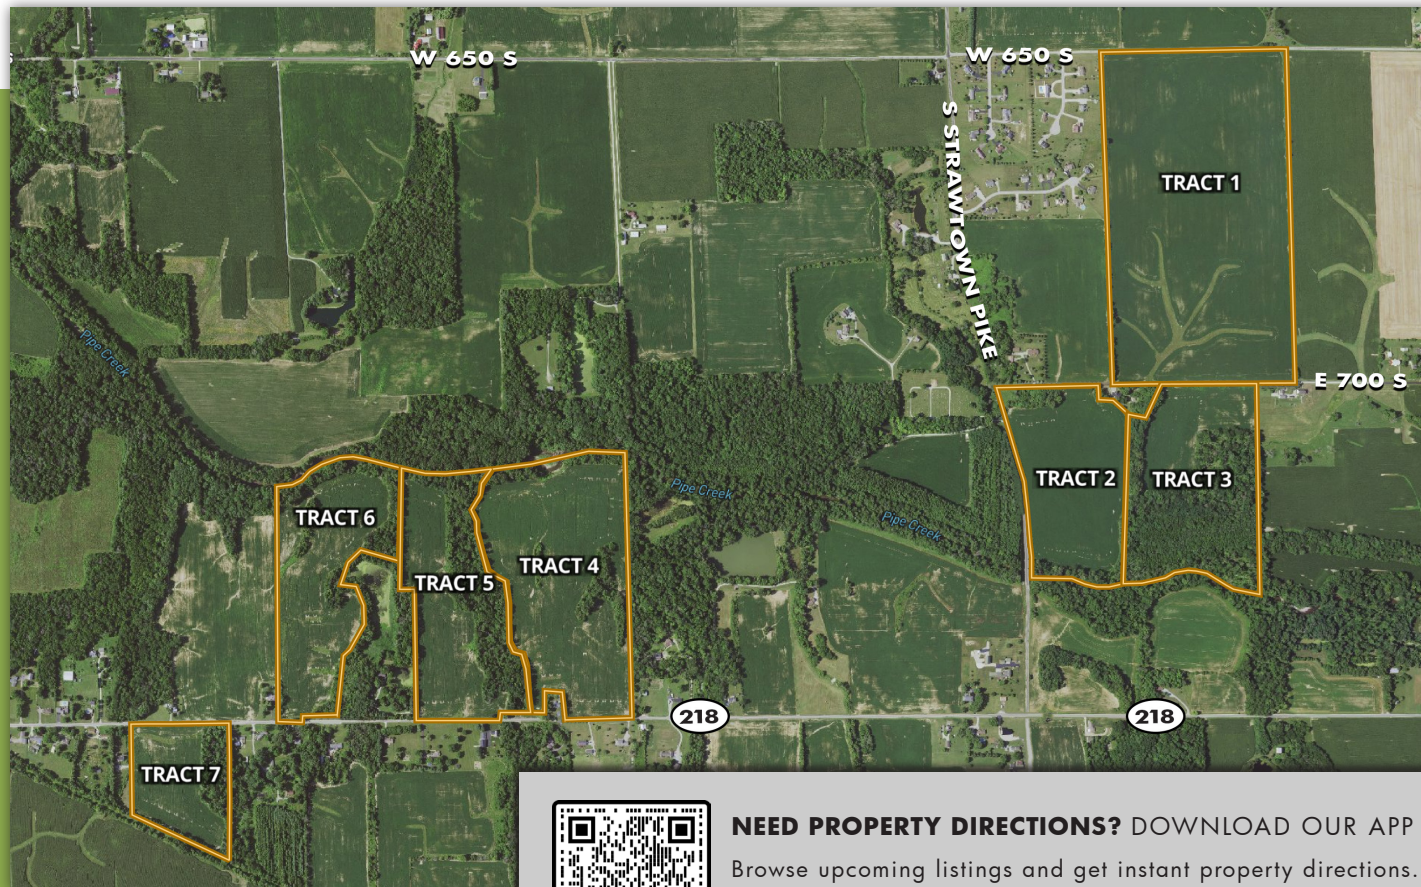 W 650 S
W 650 S
S STRAWTOWN PIKE
TRACT 1
Pipe Creek
E 700 S
TRACT 2
TRACT 3
Pipe Creek
TRACT 6
Pipe Creek
TRACT 4
TRACT 5
218
218
TRACT 7
NEED PROPERTY DIRECTIONS? DOWNLOAD OUR APP
Browse upcoming listings and get instant property directions.